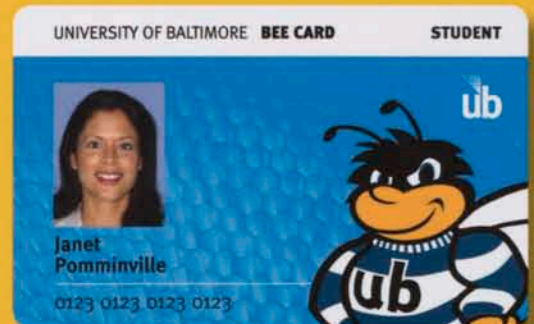 UNIVERSITY OF BALTIMORE BEE CARD STUDENT
ub
Janet
Pomminville
0123 0123 0123 0123
ub